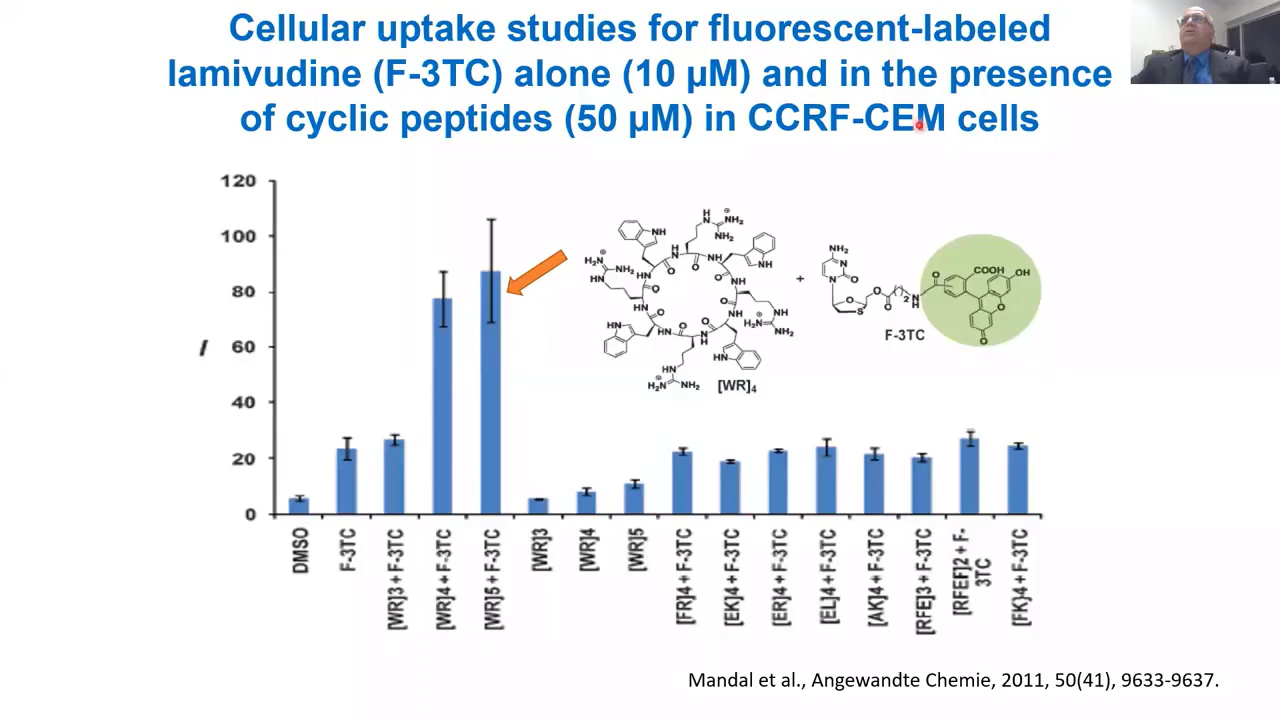 Cellular uptake studies for fluorescent-labeled
lamivudine (F-3TC) alone (10 µM) and in the presence
of cyclic peptides (50 µM) in CCRF-CEM cells
120
100
80
60
40
20
0
I
DMSO
F-3TC
[WR]3 + F-3TC
[WR]4 + F-3TC
[WR]5 + F-3TC
[WR]3
[WR]4
[WR]5
[FR]4 + F-3TC
[EK]4 + F-3TC
[ER]4 + F-3TC
[EL]4 + F-3TC
[AK]4 + F-3TC
[RFE]3 + F-3TC
[RFEF]2 + F-
3TC
[FK}4 + F-3TC
[WR]4
+
F-3TC
COOH
OH
NH2
Mandal et al., Angewandte Chemie, 2011, 50(41), 9633-9637.